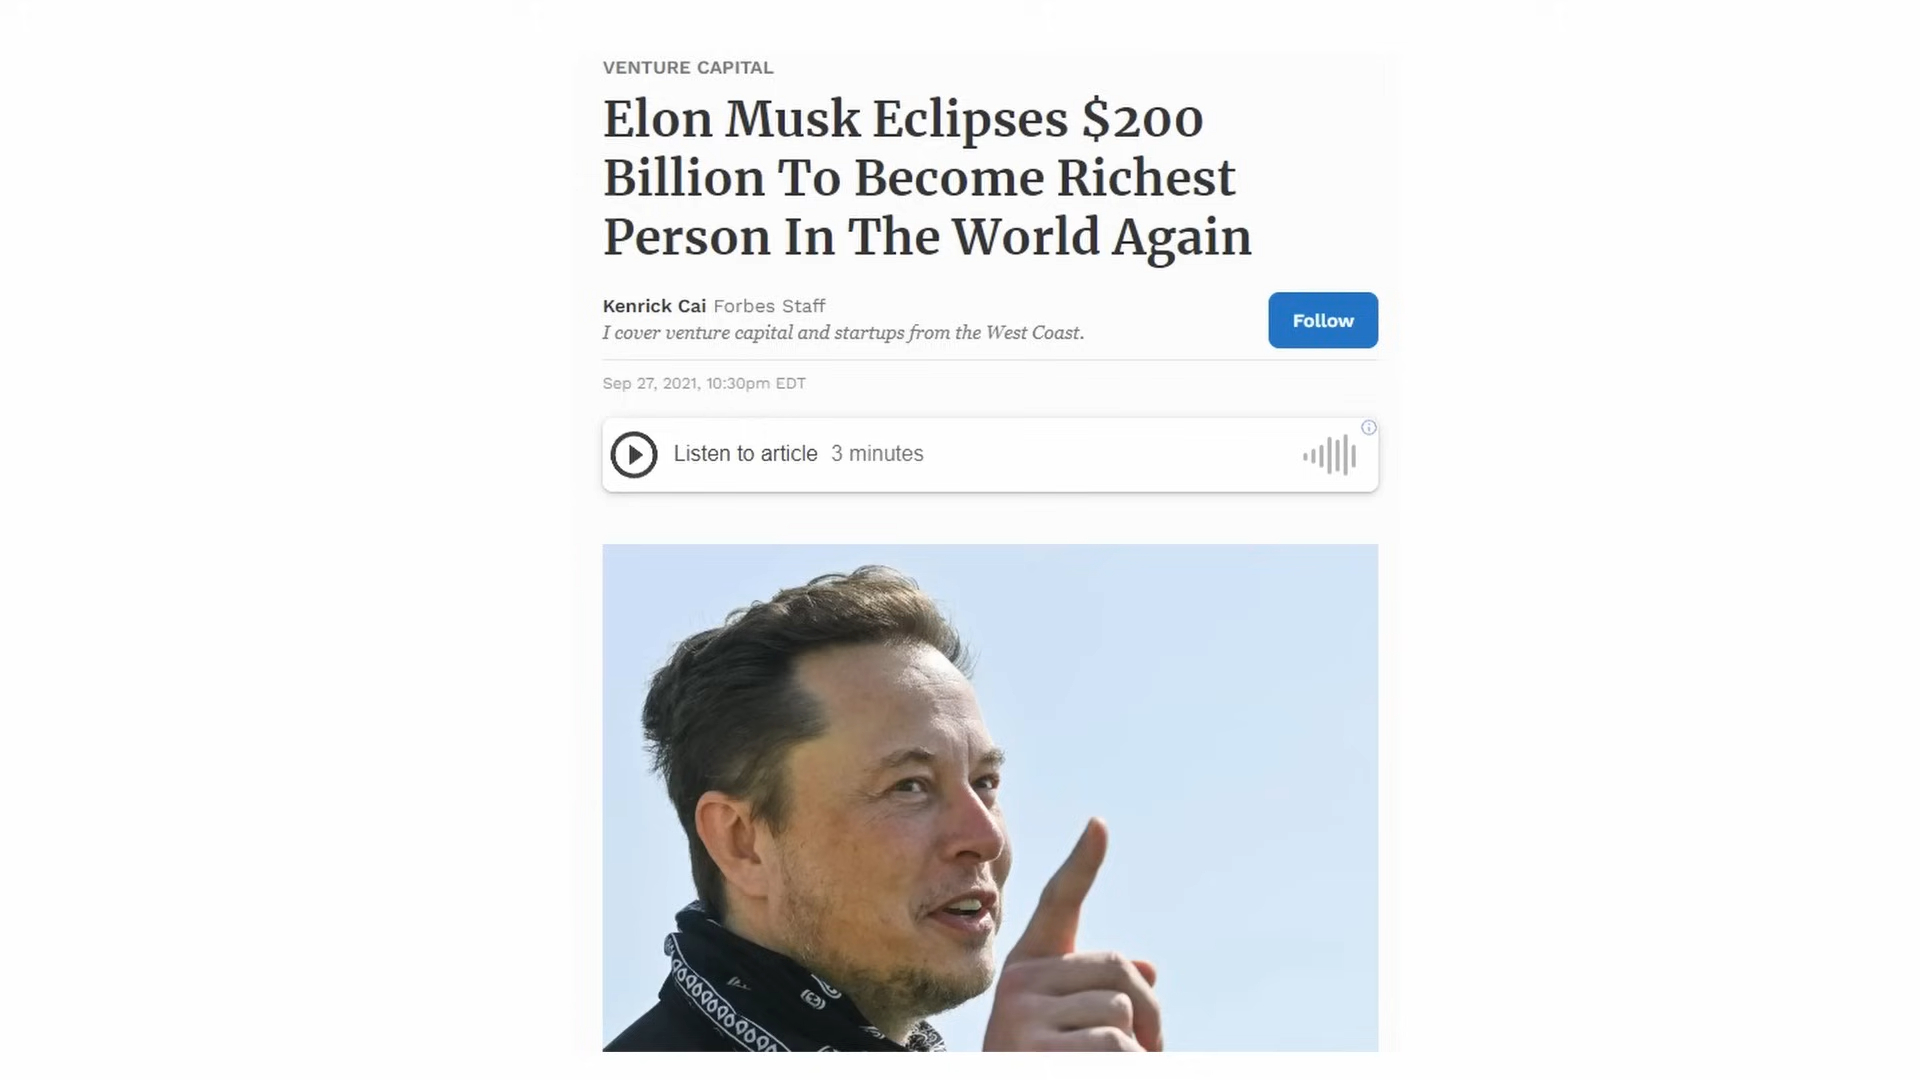 VENTURE CAPITAL
Elon Musk Eclipses $200
Billion To Become Richest
Person In The World Again
Kenrick Cai Forbes Staff
Follow
I cover venture capital and startups from the West Coast.
Sep 27, 2021, 10:30pm EDT
Listen to article 3 minutes